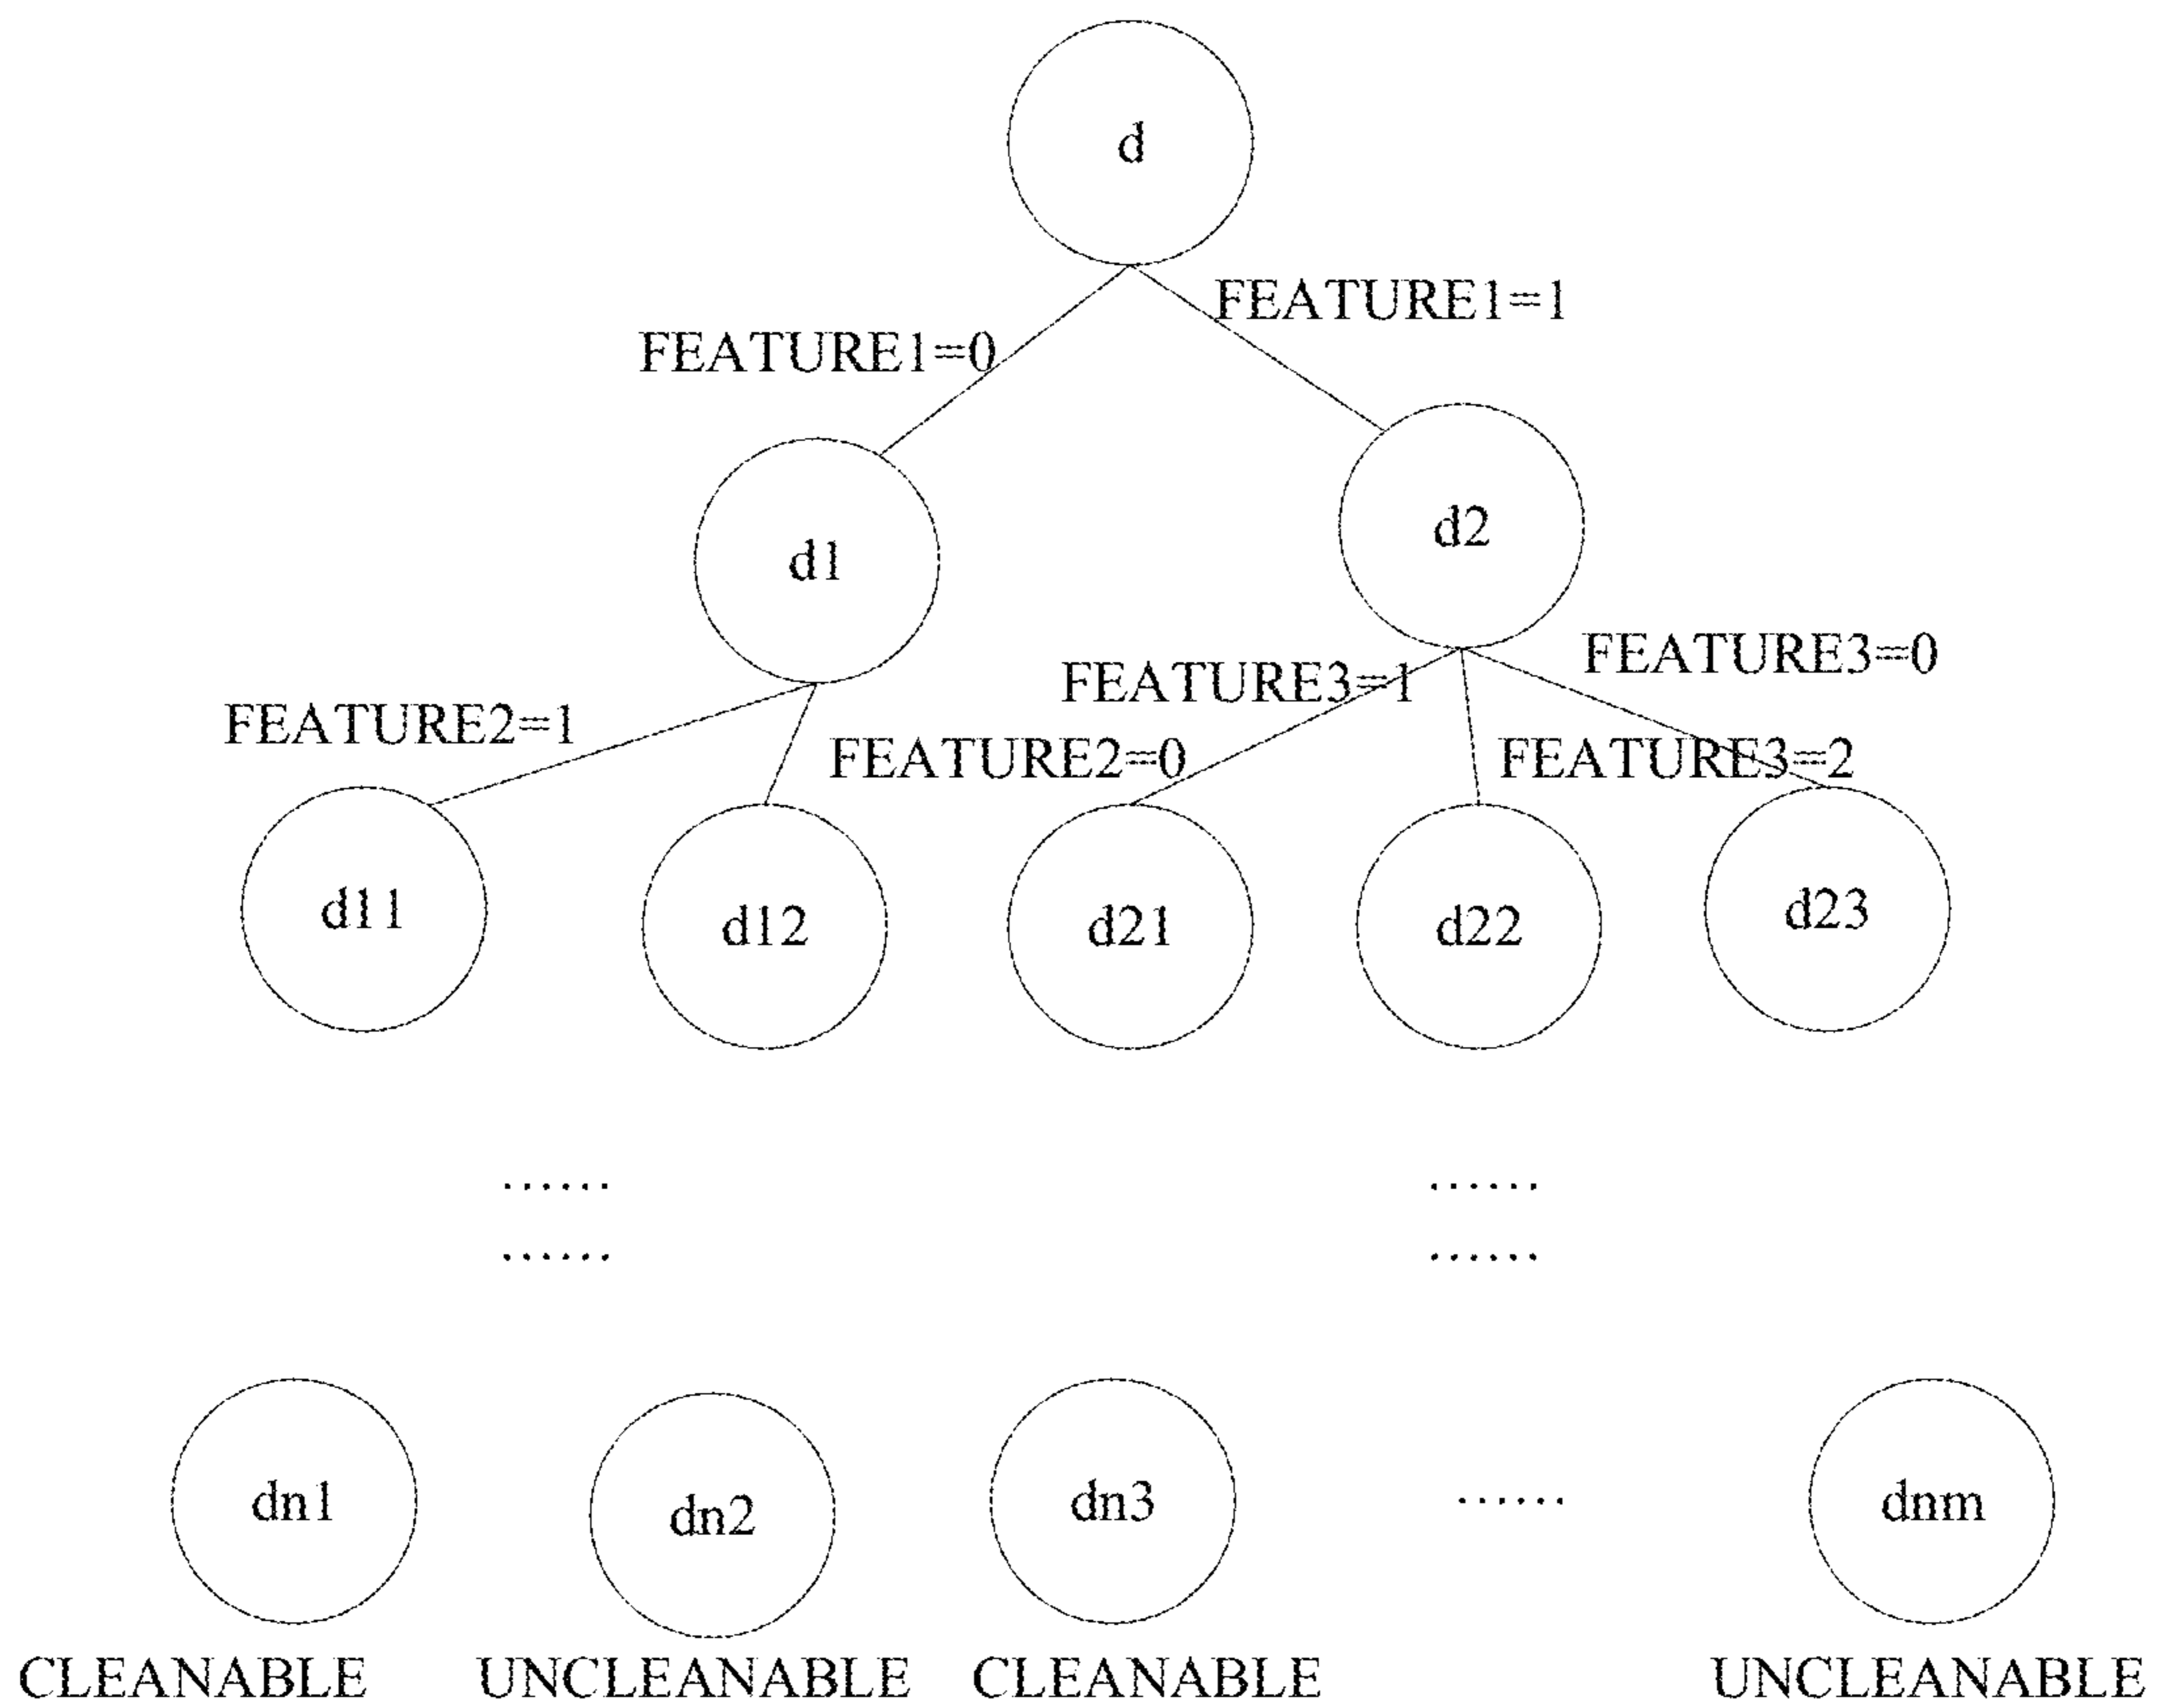 d
FEATURE1=1
FEATURE1=0
d1
d2
FEATURE3=0
FEATURE3=1
FEATURE2=1
FEATURE2=0
FEATURE3=2
d11
d12
d21
d22
d23
...... ......
...... ......
dn1
dn2
dn3
......
dnm
CLEANABLE
UNCLEANABLE
CLEANABLE
UNCLEANABLE